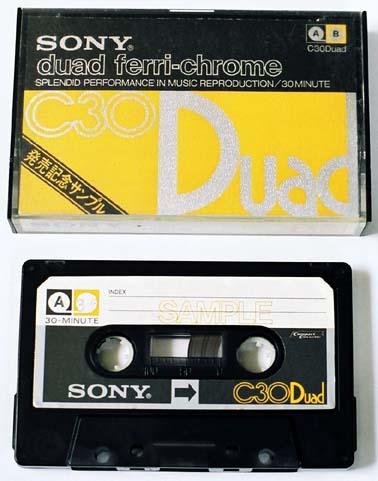 SONY®
A B
C30Duad
duad ferri-chrome
SPLENDID PERFORMANCE IN MUSIC REPRODUCTION/30 MINUTE
C30 Duad
発売記念サンプル
A
INDEX
SAMPLE
30-MINUTE
SONY®
C30Duad